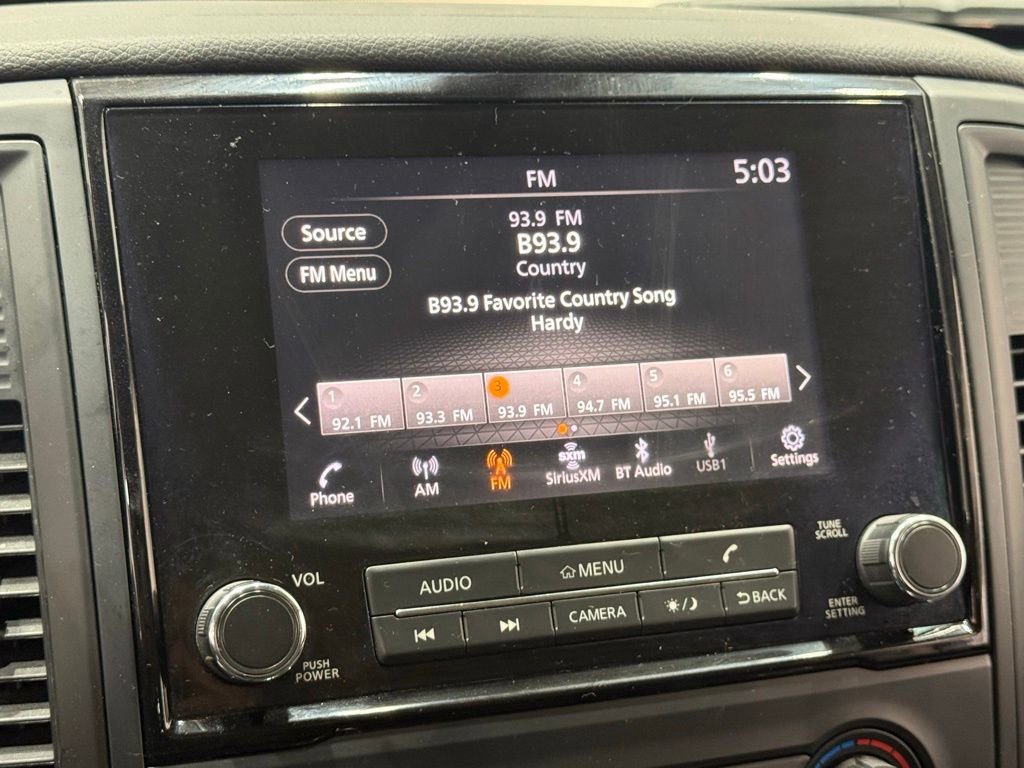 FM
5:03
Source
93.9 FM
FM Menu
B93.9
Country
B93.9 Favorite Country Song
Hardy
1 2 3 4 5 6
92.1 FM 93.3 FM 93.9 FM 94.7 FM 95.1 FM 95.5 FM
sxm
Phone AM FM SiriusXM BT Audio USB1 Settings
VOL
PUSH
POWER
AUDIO MENU
CAMERA BACK
TUNE
SCROLL
ENTER
SETTING